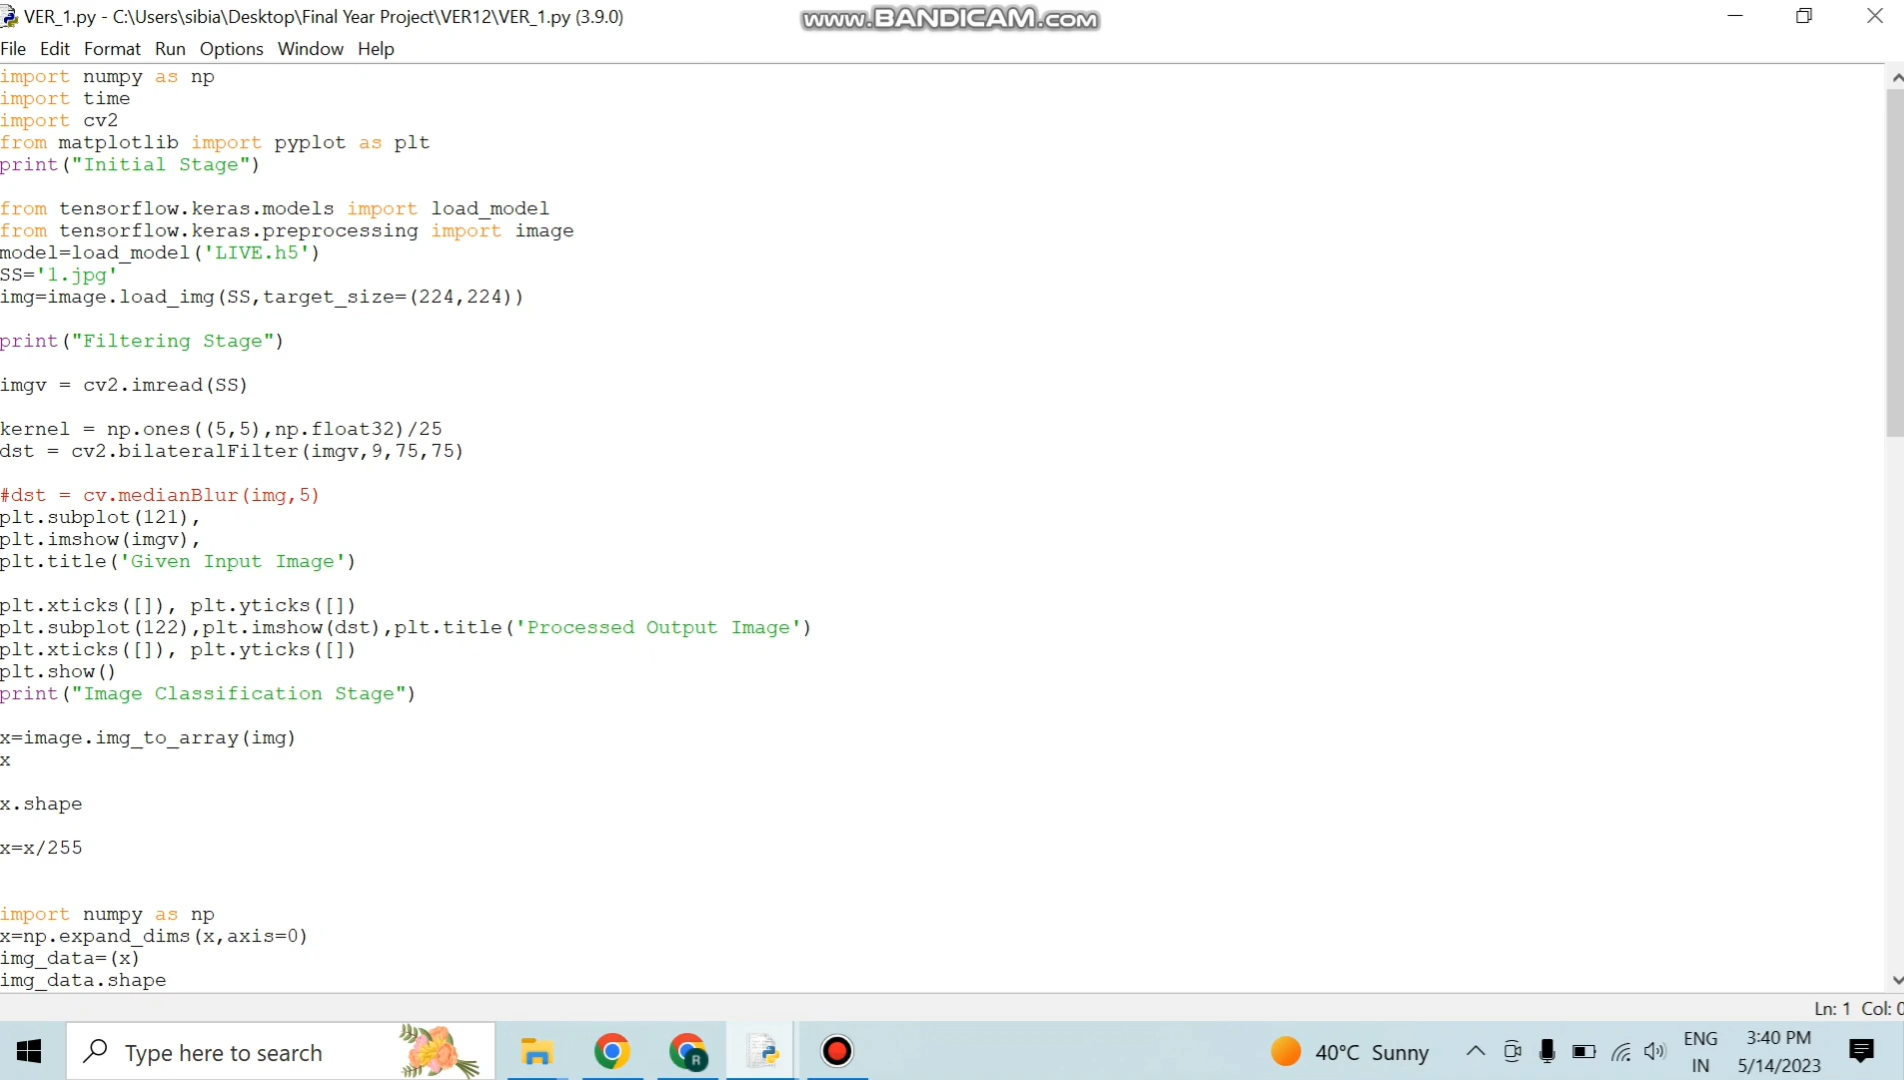 VER_1.py - C:\Users\sibia\Desktop\Final Year Project\VER12\VER_1.py (3.9.0)
www.BANDICAM.com
File Edit Format Run Options Window Help
import numpy as np
import time
import cv2
from matplotlib import pyplot as plt
print("Initial Stage")
from tensorflow.keras.models import load_model
from tensorflow.keras.preprocessing import image
model=load_model('LIVE.h5')
SS='1.jpg'
img=image.load_img(SS,target_size=(224,224))
print("Filtering Stage")
imgv = cv2.imread(SS)
kernel = np.ones((5,5),np.float32)/25
dst = cv2.bilateralFilter(imgv,9,75,75)
#dst = cv.medianBlur(img,5)
plt.subplot(121),
plt.imshow(imgv),
plt.title('Given Input Image')
plt.xticks([]), plt.yticks([])
plt.subplot(122),plt.imshow(dst),plt.title('Processed Output Image')
plt.xticks([]), plt.yticks([])
plt.show()
print("Image Classification Stage")
x=image.img_to_array(img)
x
x.shape
x=x/255
import numpy as np
x=np.expand_dims(x,axis=0)
img_data=(x)
img_data.shape
Ln: 1 Col: 0
Type here to search
R
40°C Sunny
ENG
IN
3:40 PM
5/14/2023